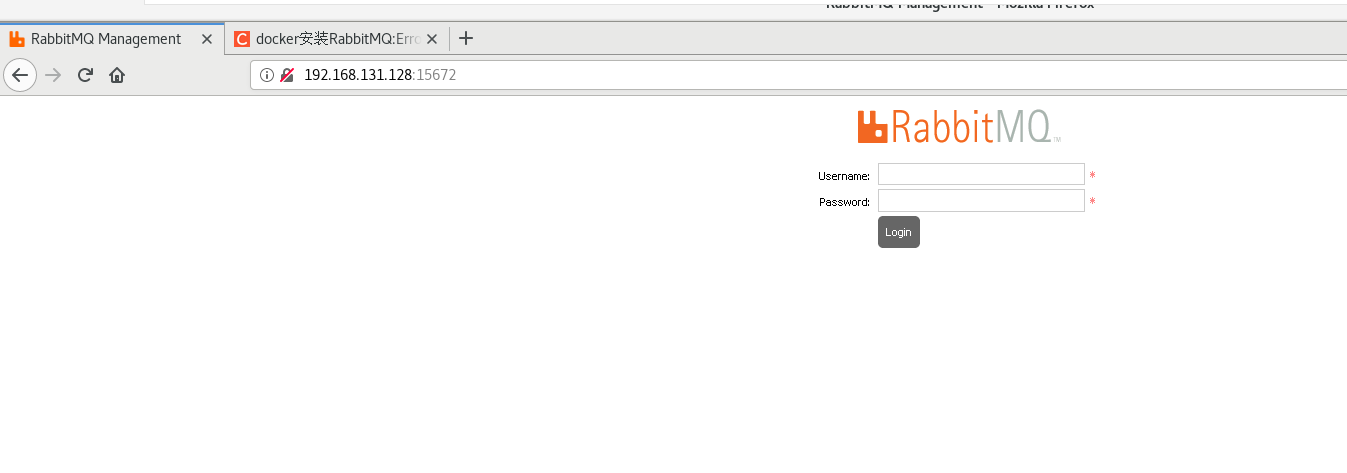 RabbitMQ Management - Mozilla Firefox
RabbitMQ Management
docker安装RabbitMQ:Erro
192.168.131.128:15672
RabbitMQ™
Username: *
Password: *
Login